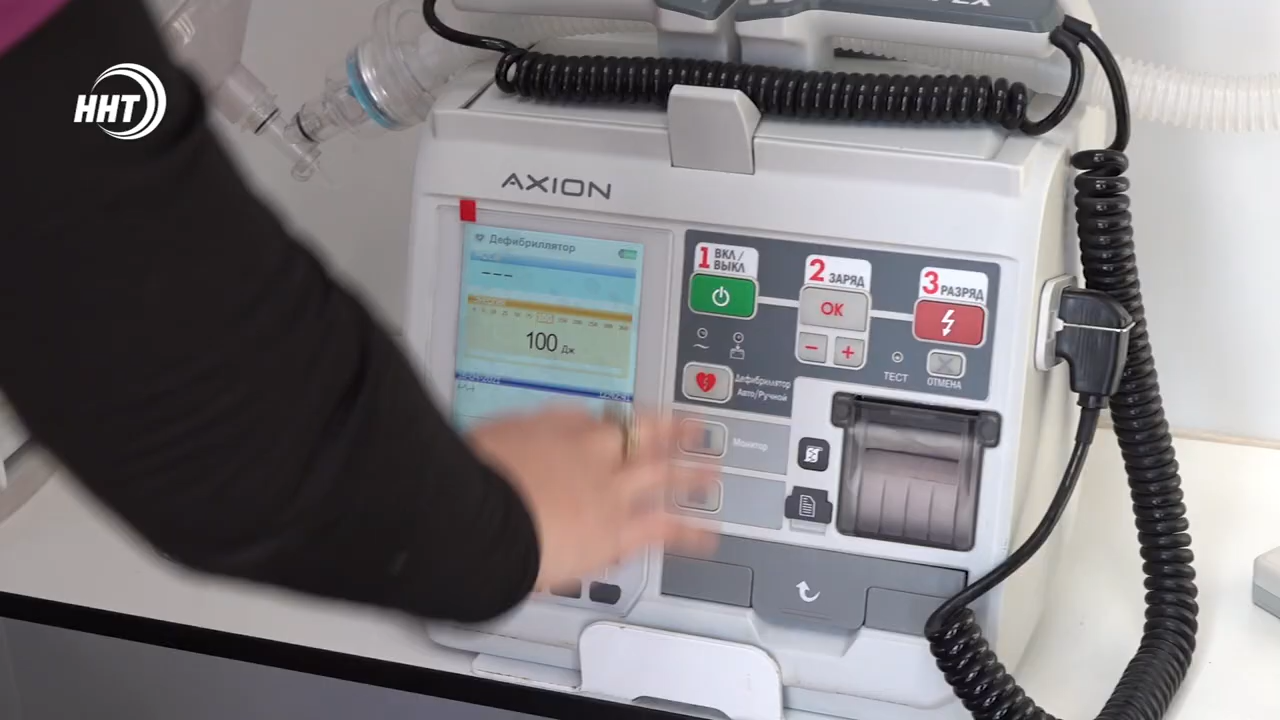 ННТ
AXION
Дефибриллятор
---
100 Дж
1 ВКЛ/
ВЫКЛ
2 ЗАРЯД
3 РАЗРЯД
OK
− +
ТЕСТ
ОТМЕНА
Дефибриллятор
Авто/Ручной
Монитор